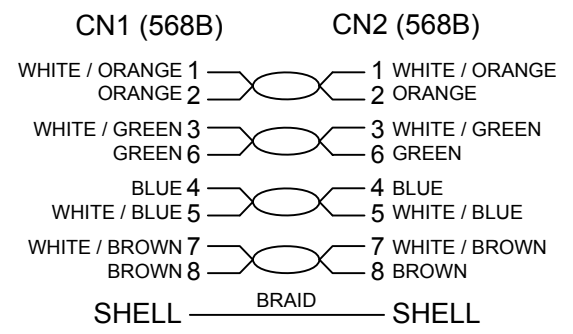 CN1 (568B) CN2 (568B)
WHITE / ORANGE 1 1 WHITE / ORANGE
ORANGE 2 2 ORANGE
WHITE / GREEN 3 3 WHITE / GREEN
GREEN 6 6 GREEN
BLUE 4 4 BLUE
WHITE / BLUE 5 5 WHITE / BLUE
WHITE / BROWN 7 7 WHITE / BROWN
BROWN 8 8 BROWN
SHELL BRAID SHELL